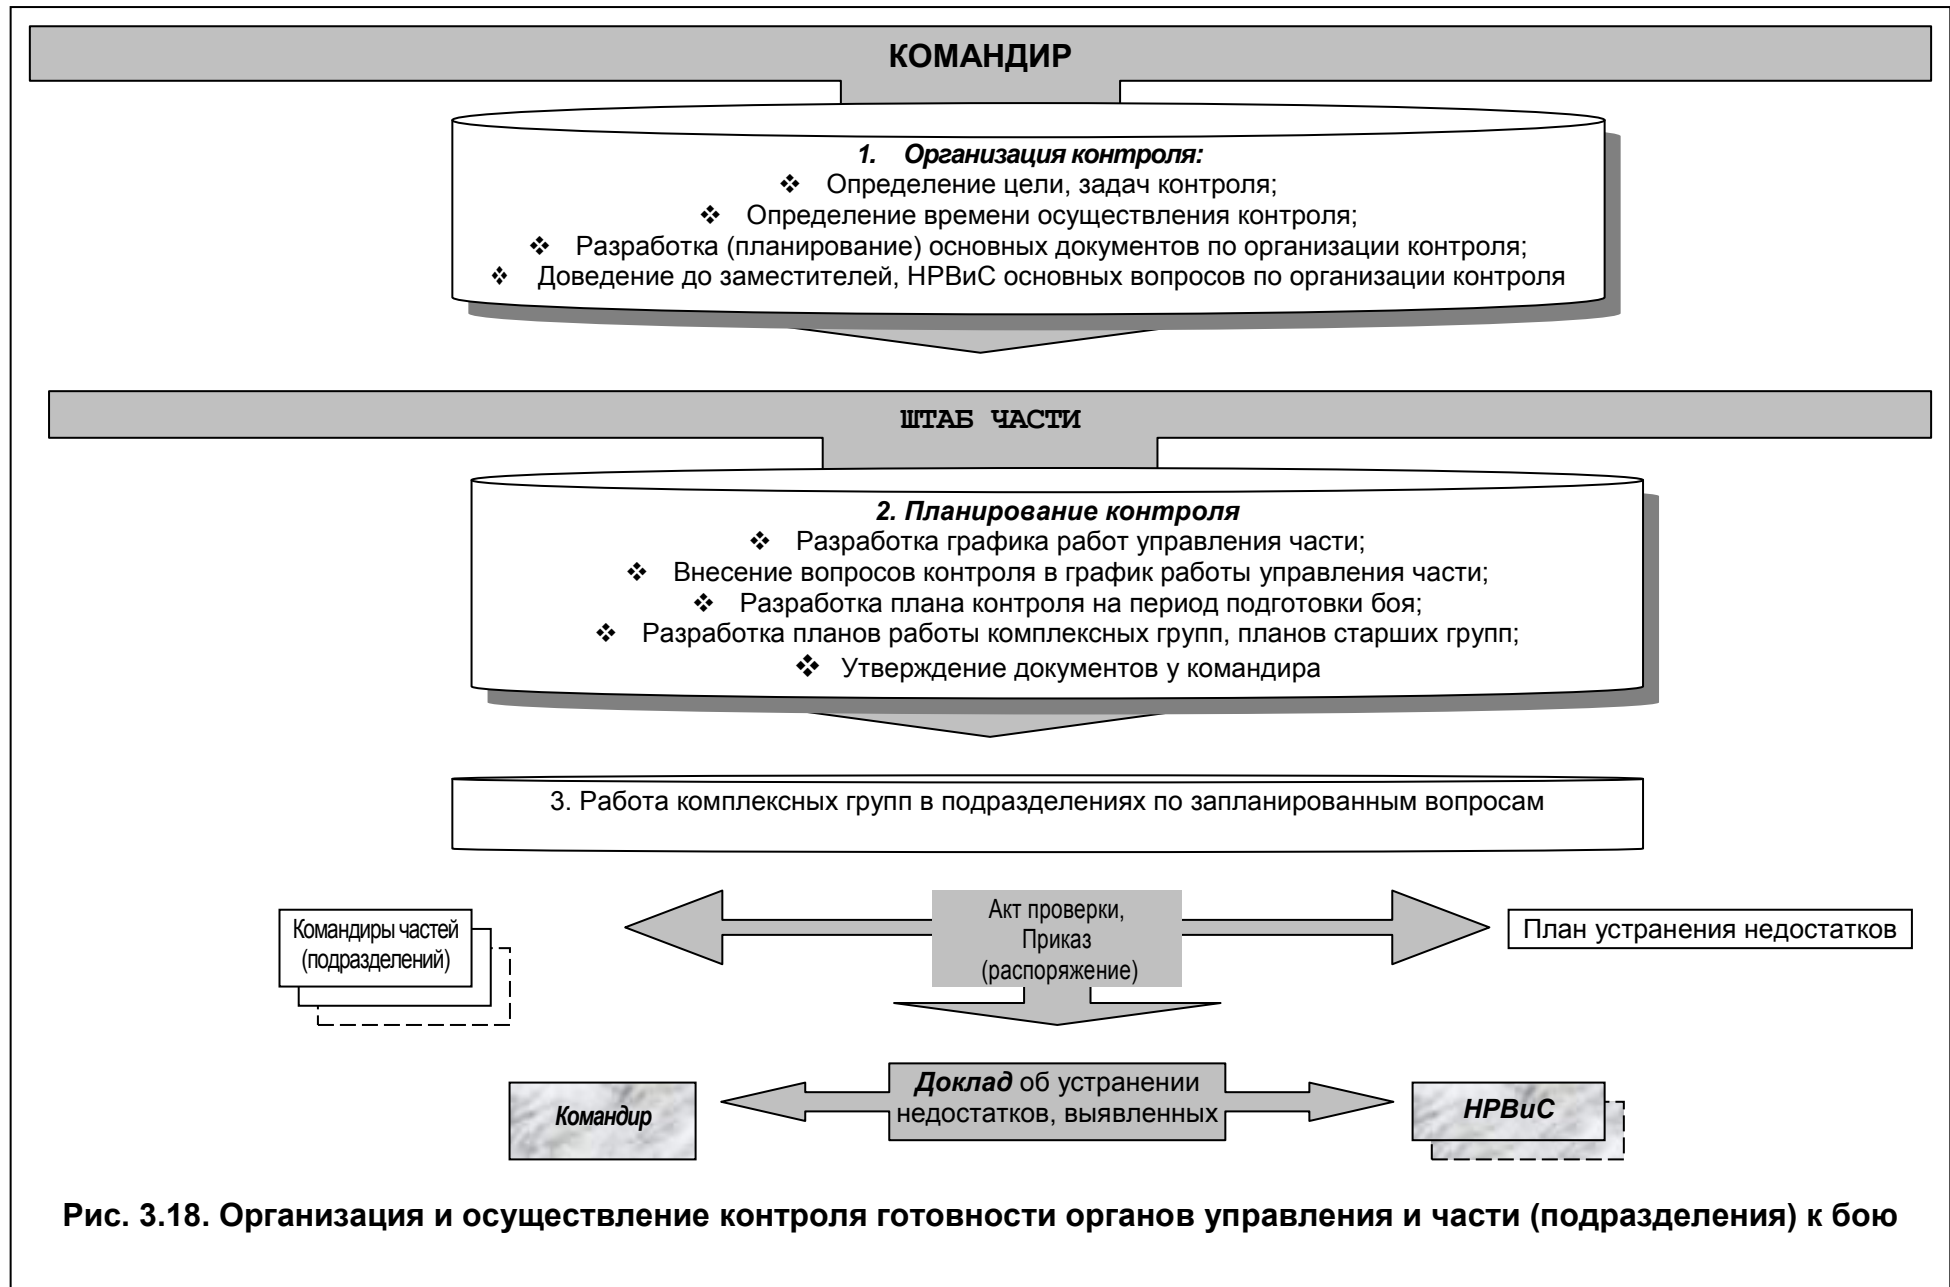 КОМАНДИР
1. Организация контроля:
❖ Определение цели, задач контроля;
❖ Определение времени осуществления контроля;
❖ Разработка (планирование) основных документов по организации контроля;
❖ Доведение до заместителей, НРВиС основных вопросов по организации контроля
ШТАБ ЧАСТИ
2. Планирование контроля
❖ Разработка графика работ управления части;
❖ Внесение вопросов контроля в график работы управления части;
❖ Разработка плана контроля на период подготовки боя;
❖ Разработка планов работы комплексных групп, планов старших групп;
❖ Утверждение документов у командира
3. Работа комплексных групп в подразделениях по запланированным вопросам
Командиры частей
(подразделений)
Акт проверки,
Приказ
(распоряжение)
План устранения недостатков
Командир
Доклад об устранении
недостатков, выявленных
НРВиС
Рис. 3.18. Организация и осуществление контроля готовности органов управления и части (подразделения) к бою